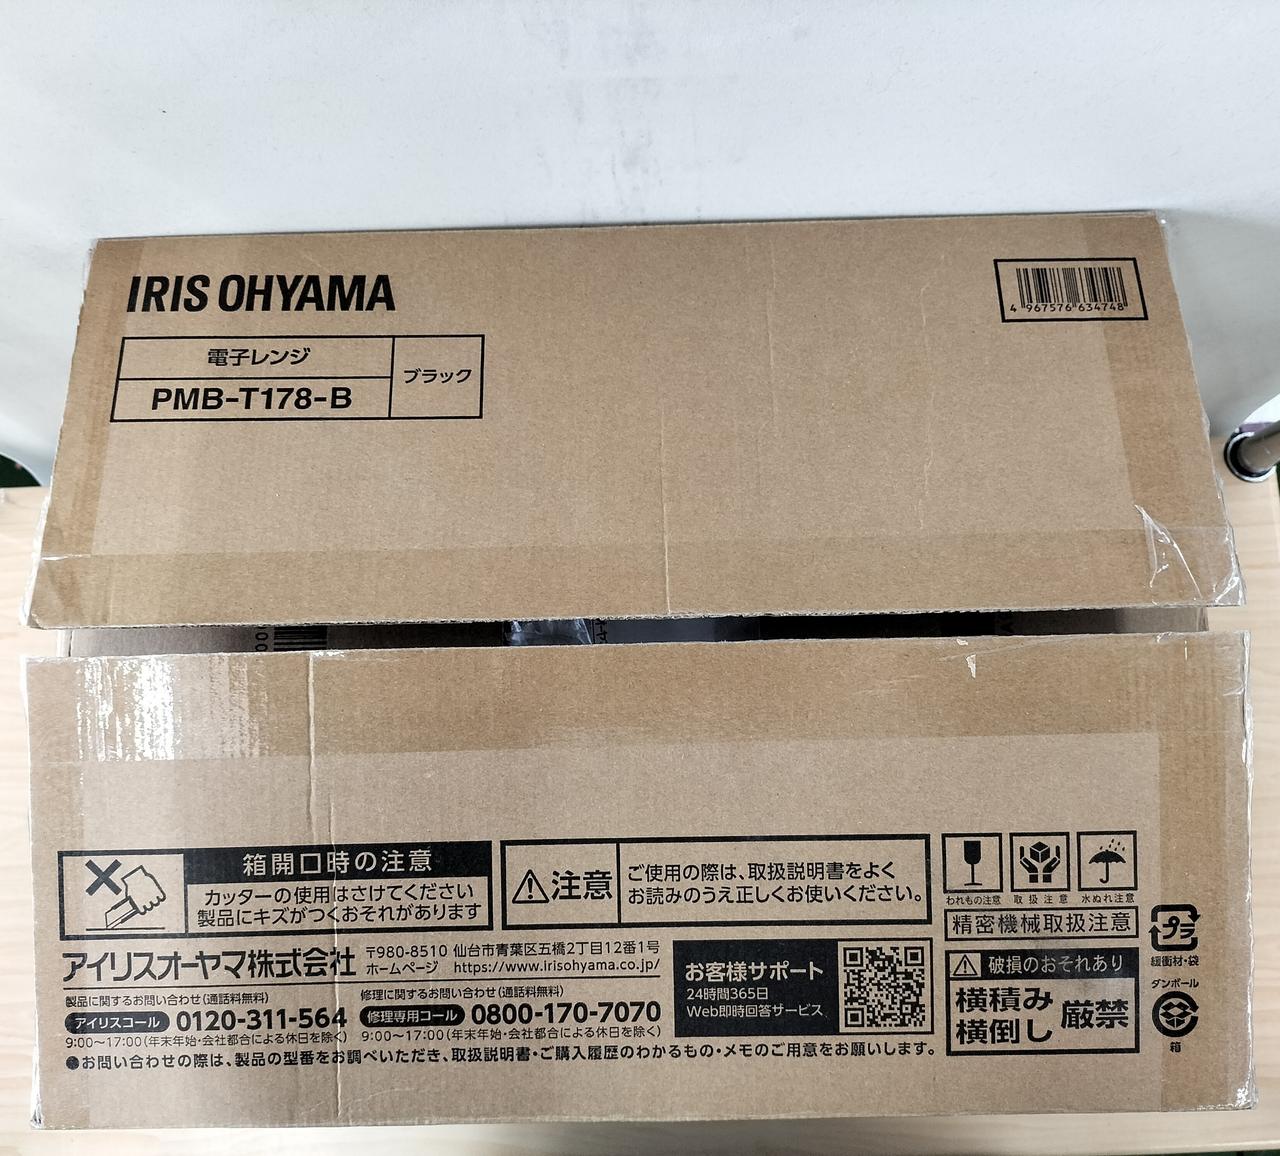 IRIS OHYAMA
電子レンジ
PMB-T178-B
ブラック
4 967576 634748
箱開口時の注意
カッターの使用はさけてください
製品にキズがつくおそれがあります
注意
ご使用の際は、取扱説明書をよく
お読みのうえ正しくお使いください。
われもの注意
取扱注意
水ぬれ注意
精密機械取扱注意
破損のおそれあり
横積み
横倒し
厳禁
プラ
緩衝材・袋
ダンボール
箱
アイリスオーヤマ株式会社
〒980-8510 仙台市青葉区五橋2丁目12番1号
ホームページ https://www.irisohyama.co.jp/
製品に関するお問い合わせ(通話料無料)
アイリスコール 0120-311-564
9:00〜17:00(年末年始・会社都合による休日を除く)
修理に関するお問い合わせ(通話料無料)
修理専用コール 0800-170-7070
9:00〜17:00(年末年始・会社都合による休日を除く)
お客様サポート
24時間365日
Web即時回答サービス
●お問い合わせの際は、製品の型番をお調べいただき、取扱説明書・ご購入履歴のわかるもの・メモのご用意をお願いします。